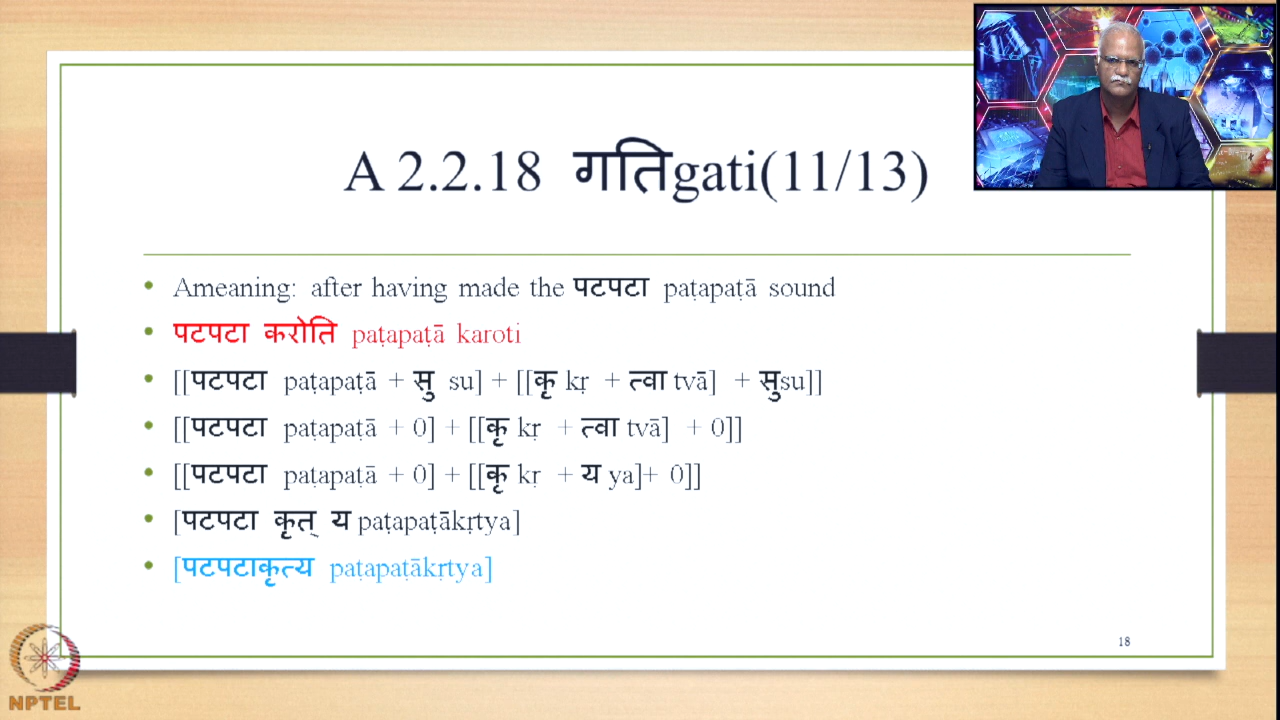 A 2.2.18 गतिgati(11/13)
• Ameaning: after having made the पटपटा paṭapaṭā sound
• पटपटा करोति paṭapaṭā karoti
• [[पटपटा paṭapaṭā + सु su] + [[कृ kṛ + त्वा tvā] + सुsu]]
• [[पटपटा paṭapaṭā + 0] + [[कृ kṛ + त्वा tvā] + 0]]
• [[पटपटा paṭapaṭā + 0] + [[कृ kṛ + य ya]+ 0]]
• [पटपटा कृत् य paṭapaṭākṛtya]
• [पटपटाकृत्य paṭapaṭākṛtya]
18
NPTEL